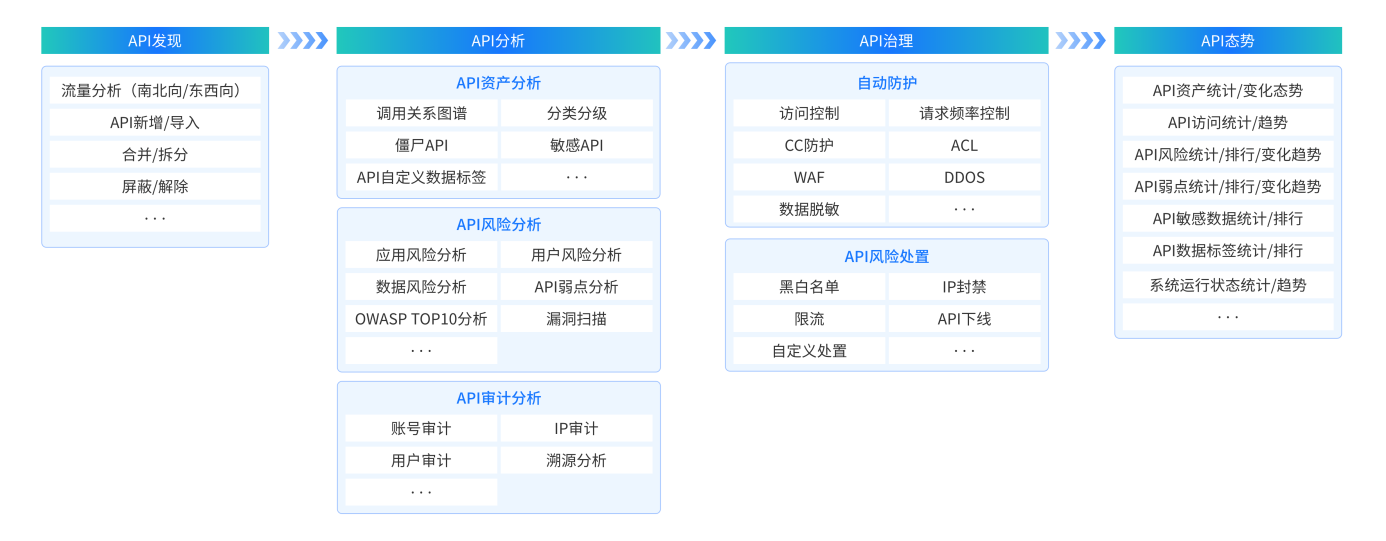 API发现
流量分析（南北向/东西向）
API新增/导入
合并/拆分
屏蔽/解除
···
API分析
API资产分析
调用关系图谱
分类分级
僵尸API
敏感API
API自定义数据标签
···
API风险分析
应用风险分析
用户风险分析
数据风险分析
API弱点分析
OWASP TOP10分析
漏洞扫描
···
API审计分析
账号审计
IP审计
用户审计
溯源分析
···
API治理
自动防护
访问控制
请求频率控制
CC防护
ACL
WAF
DDOS
数据脱敏
···
API风险处置
黑白名单
IP封禁
限流
API下线
自定义处置
···
API态势
API资产统计/变化态势
API访问统计/趋势
API风险统计/排行/变化趋势
API弱点统计/排行/变化趋势
API敏感数据统计/排行
API数据标签统计/排行
系统运行状态统计/趋势
···